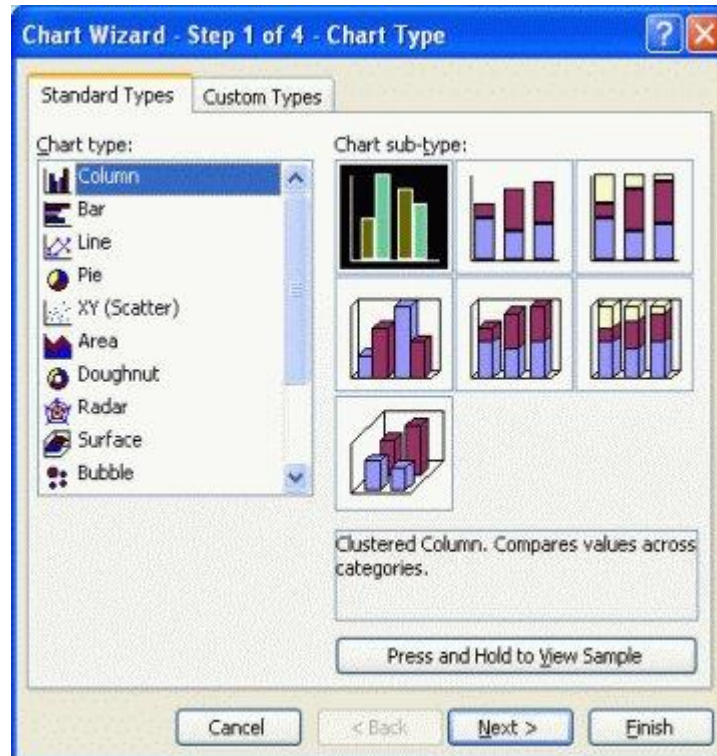 Chart Wizard - Step 1 of 4 - Chart Type
Standard Types
Custom Types
Chart type:
Column
Bar
Line
Pie
XY (Scatter)
Area
Doughnut
Radar
Surface
Bubble
Chart sub-type:
Clustered Column. Compares values across
categories.
Press and Hold to View Sample
Cancel
< Back
Next >
Finish